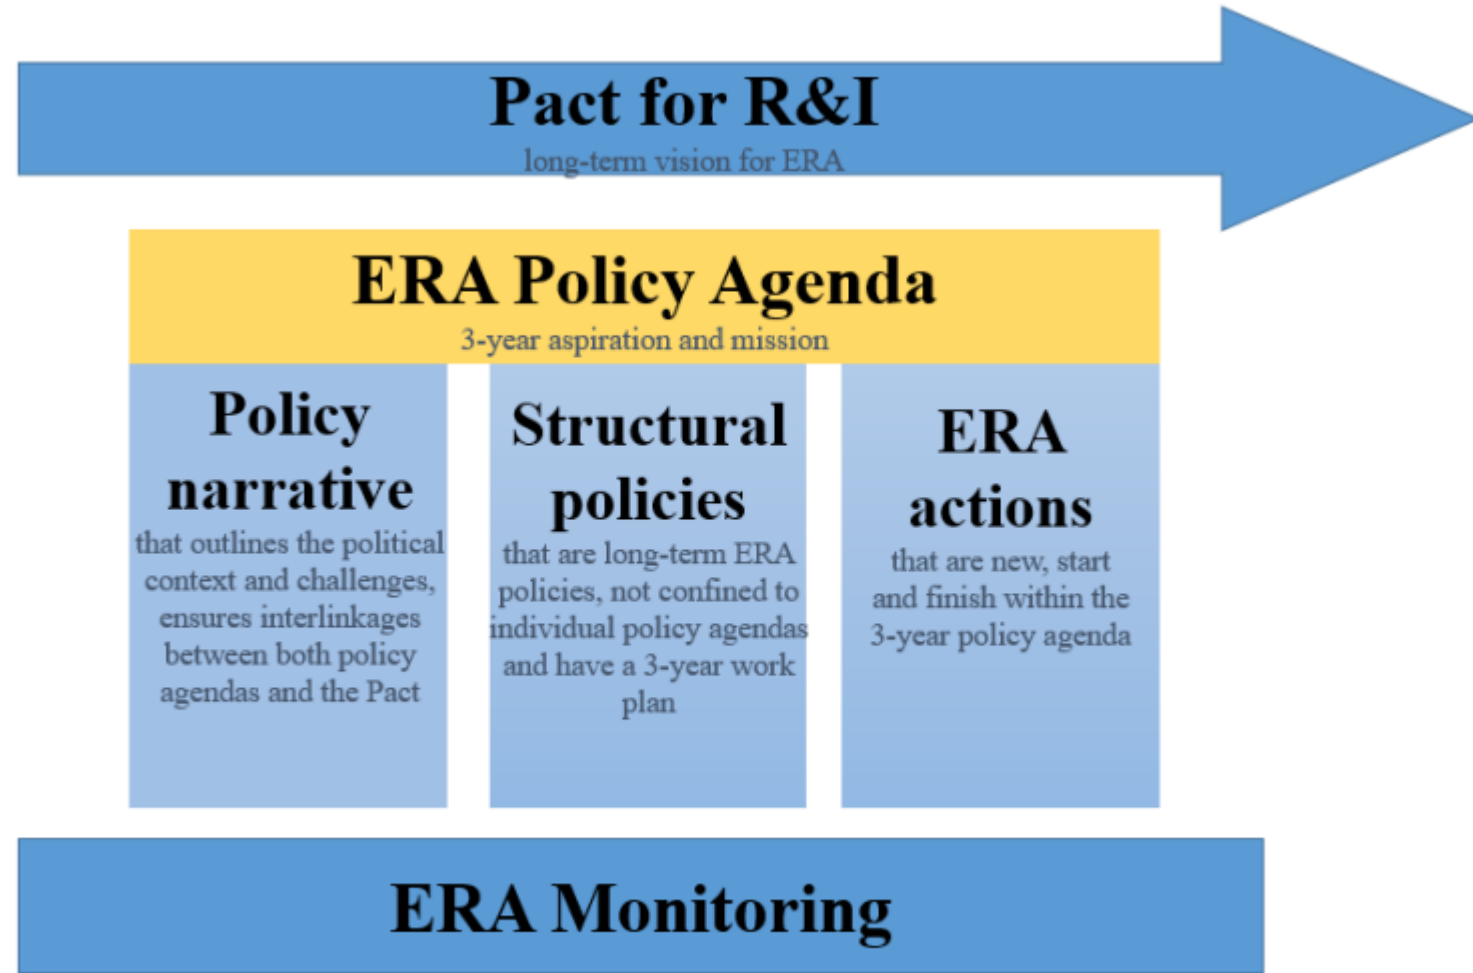 Pact for R&I
long-term vision for ERA
ERA Policy Agenda
3-year aspiration and mission
Policy
narrative
that outlines the political
context and challenges,
ensures interlinkages
between both policy
agendas and the Pact
Structural
policies
that are long-term ERA
policies, not confined to
individual policy agendas
and have a 3-year work
plan
ERA
actions
that are new, start
and finish within the
3-year policy agenda
ERA Monitoring